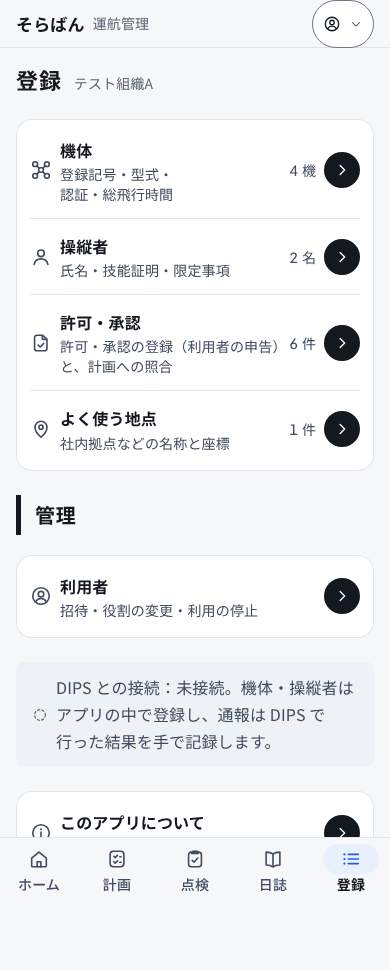 そらばん 運航管理
登録 テスト組織A
機体
登録記号・型式・
認証・総飛行時間
4 機
操縦者
氏名・技能証明・限定事項
2 名
許可・承認
許可・承認の登録（利用者の申告）
と、計画への照合
6 件
よく使う地点
社内拠点などの名称と座標
1 件
管理
利用者
招待・役割の変更・利用の停止
DIPS との接続：未接続。機体・操縦者は
アプリの中で登録し、通報は DIPS で
行った結果を手で記録します。
このアプリについて
ホーム 計画 点検 日誌 登録